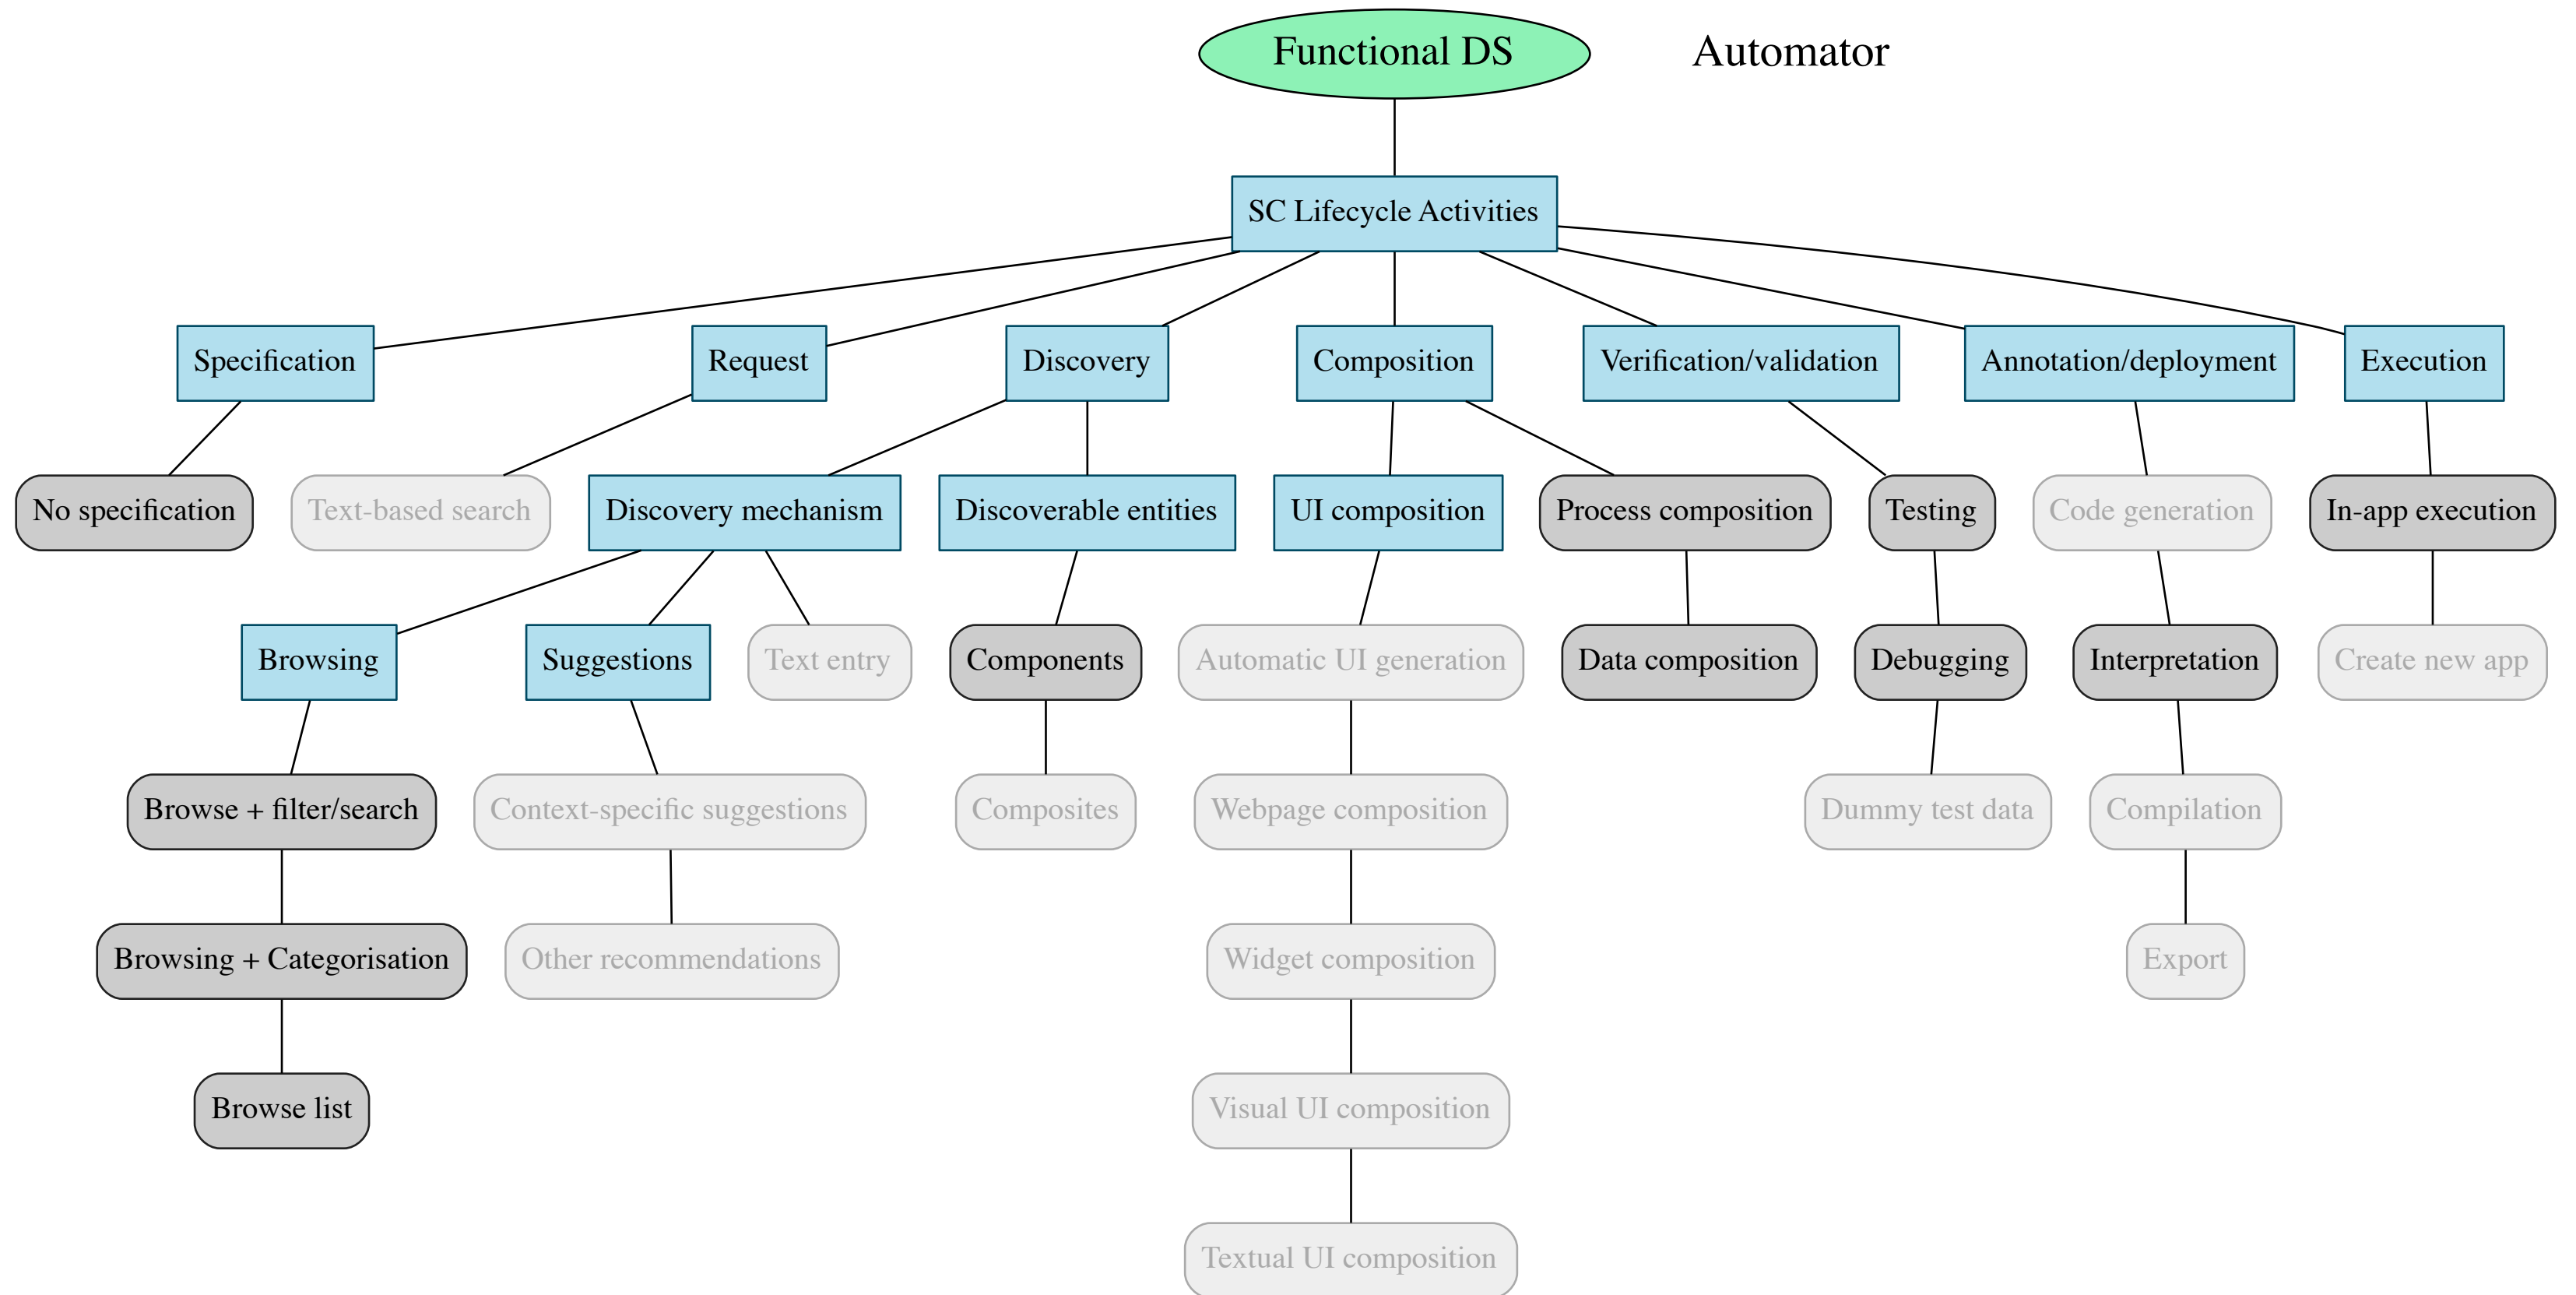 Functional DS
Automator
SC Lifecycle Activities
Specification
Request
Discovery
Composition
Verification/validation
Annotation/deployment
Execution
No specification
Text-based search
Discovery mechanism
Discoverable entities
UI composition
Process composition
Testing
Code generation
In-app execution
Browsing
Suggestions
Text entry
Components
Automatic UI generation
Data composition
Debugging
Interpretation
Create new app
Browse + filter/search
Context-specific suggestions
Composites
Webpage composition
Dummy test data
Compilation
Browsing + Categorisation
Other recommendations
Widget composition
Export
Browse list
Visual UI composition
Textual UI composition